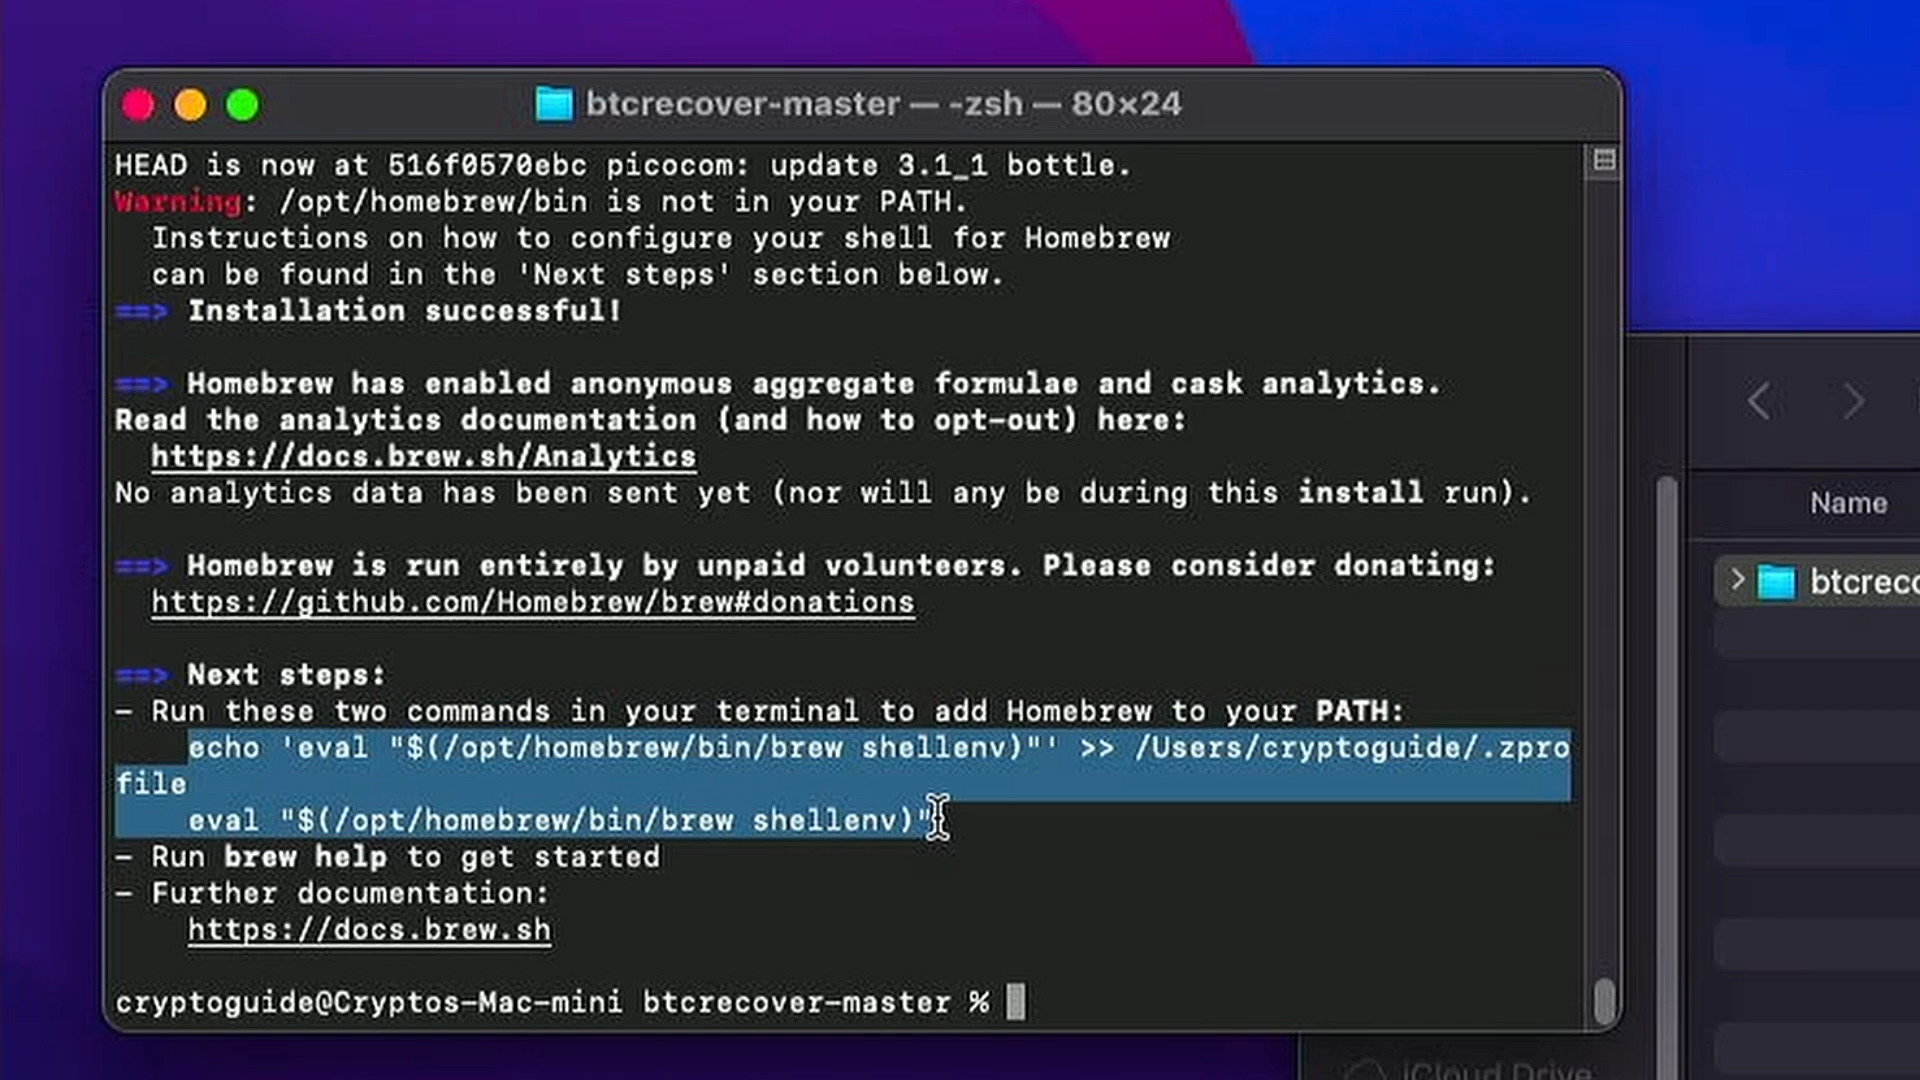 btcrecover-master — -zsh — 80×24
HEAD is now at 516f0570ebc picocom: update 3.1_1 bottle.
Warning: /opt/homebrew/bin is not in your PATH.
  Instructions on how to configure your shell for Homebrew
  can be found in the 'Next steps' section below.
==> Installation successful!

==> Homebrew has enabled anonymous aggregate formulae and cask analytics.
Read the analytics documentation (and how to opt-out) here:
  https://docs.brew.sh/Analytics
No analytics data has been sent yet (nor will any be during this install run).

==> Homebrew is run entirely by unpaid volunteers. Please consider donating:
  https://github.com/Homebrew/brew#donations

==> Next steps:
- Run these two commands in your terminal to add Homebrew to your PATH:
    echo 'eval "$(/opt/homebrew/bin/brew shellenv)"' >> /Users/cryptoguide/.zpro
file
    eval "$(/opt/homebrew/bin/brew shellenv)"
- Run brew help to get started
- Further documentation:
    https://docs.brew.sh

cryptoguide@Cryptos-Mac-mini btcrecover-master %
Name
btcreco
iCloud Drive